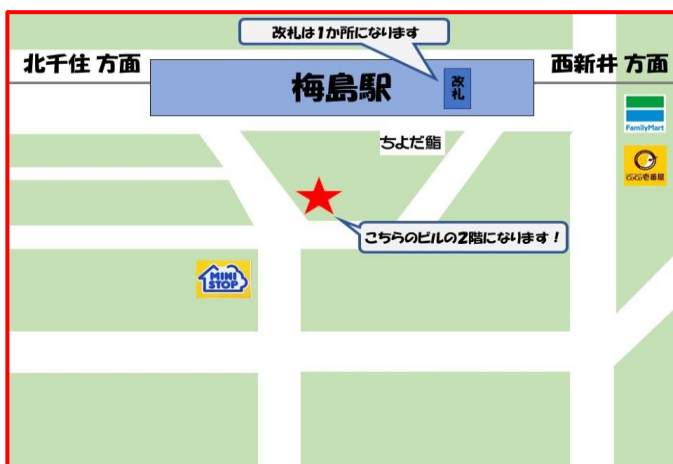 改札は1か所になります
北千住 方面
梅島駅
改札
西新井 方面
FamilyMart
ちよだ鮨
CoCo壱番屋
こちらのビルの2階になります！
MINI
STOP